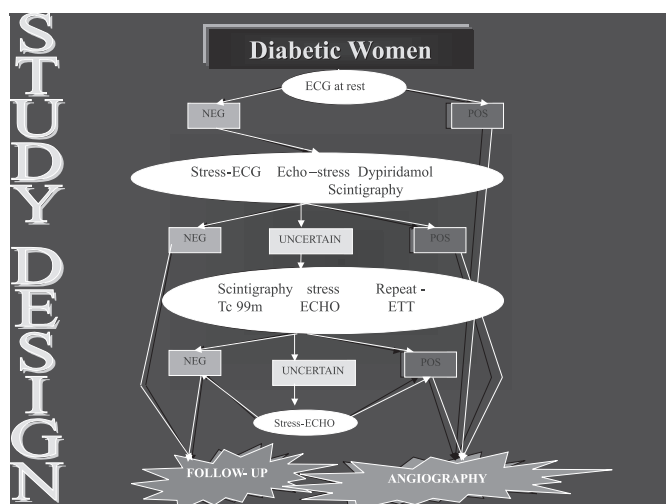 STUDY DESIGN
Diabetic Women
ECG at rest
NEG
POS
Stress-ECG Echo-stress Dypiridamol
Scintigraphy
NEG
UNCERTAIN
POS
Scintigraphy stress Repeat -
Tc 99m ECHO ETT
NEG
UNCERTAIN
POS
Stress-ECHO
FOLLOW- UP
ANGIOGRAPHY